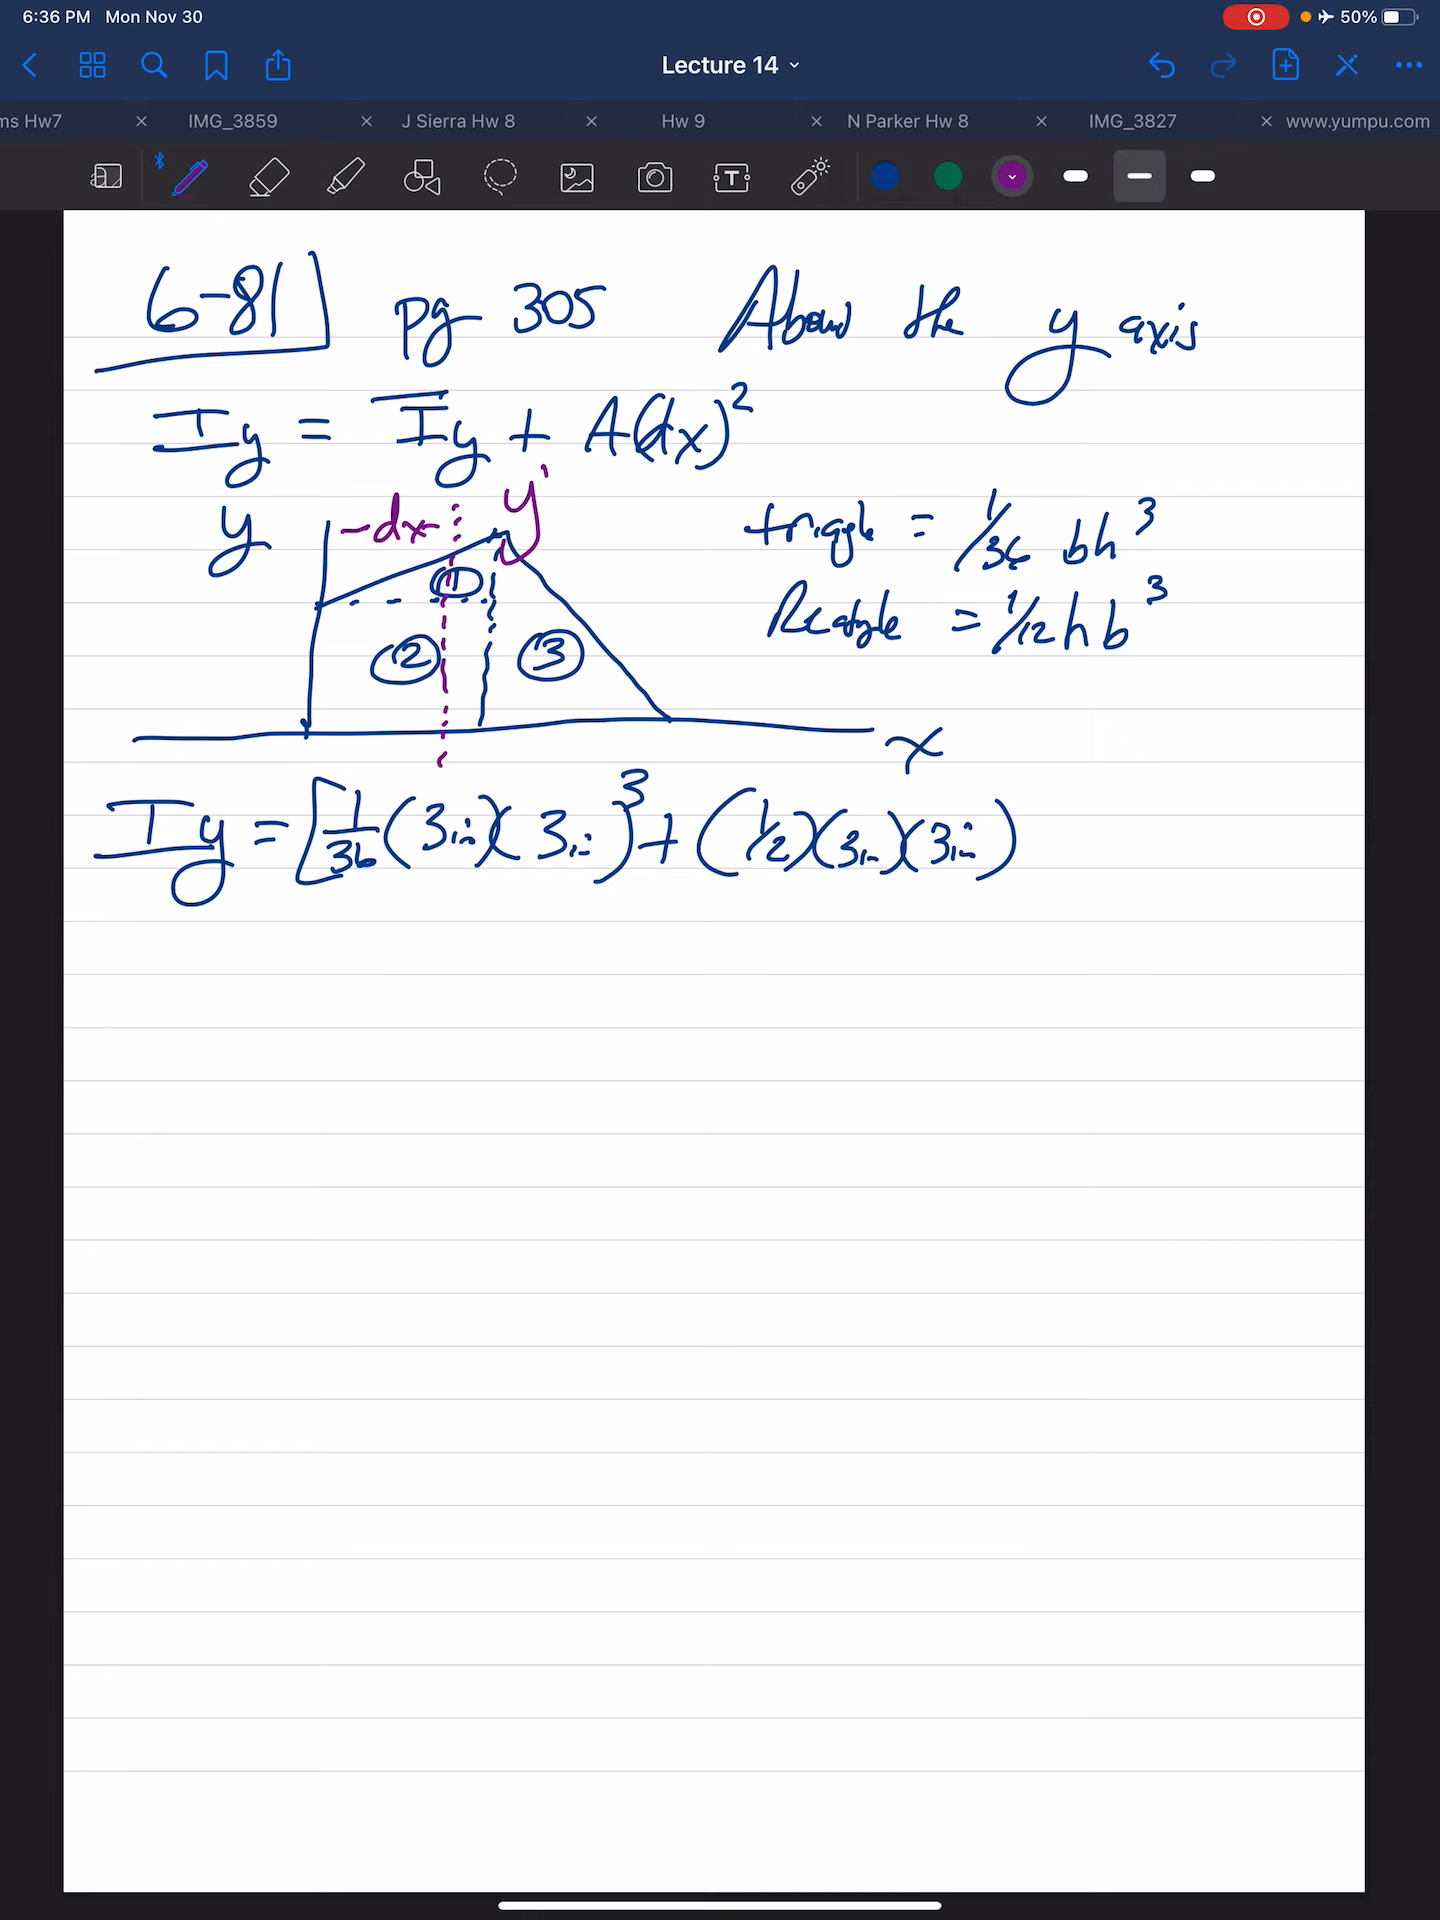 6:36 PM Mon Nov 30 50%
Lecture 14
ms Hw7 × IMG_3859 × J Sierra Hw 8 × Hw 9 × N Parker Hw 8 × IMG_3827 × www.yumpu.com
6-81 pg 305 About the y axis
Iy = Īy + A(dx)²
y -dx- y' triangle = 1/36 bh³
Rectangle = 1/12 hb³
①
② ③
x
Iy = [1/36 (3in)(3in)³ + (1/2)(3in)(3in)